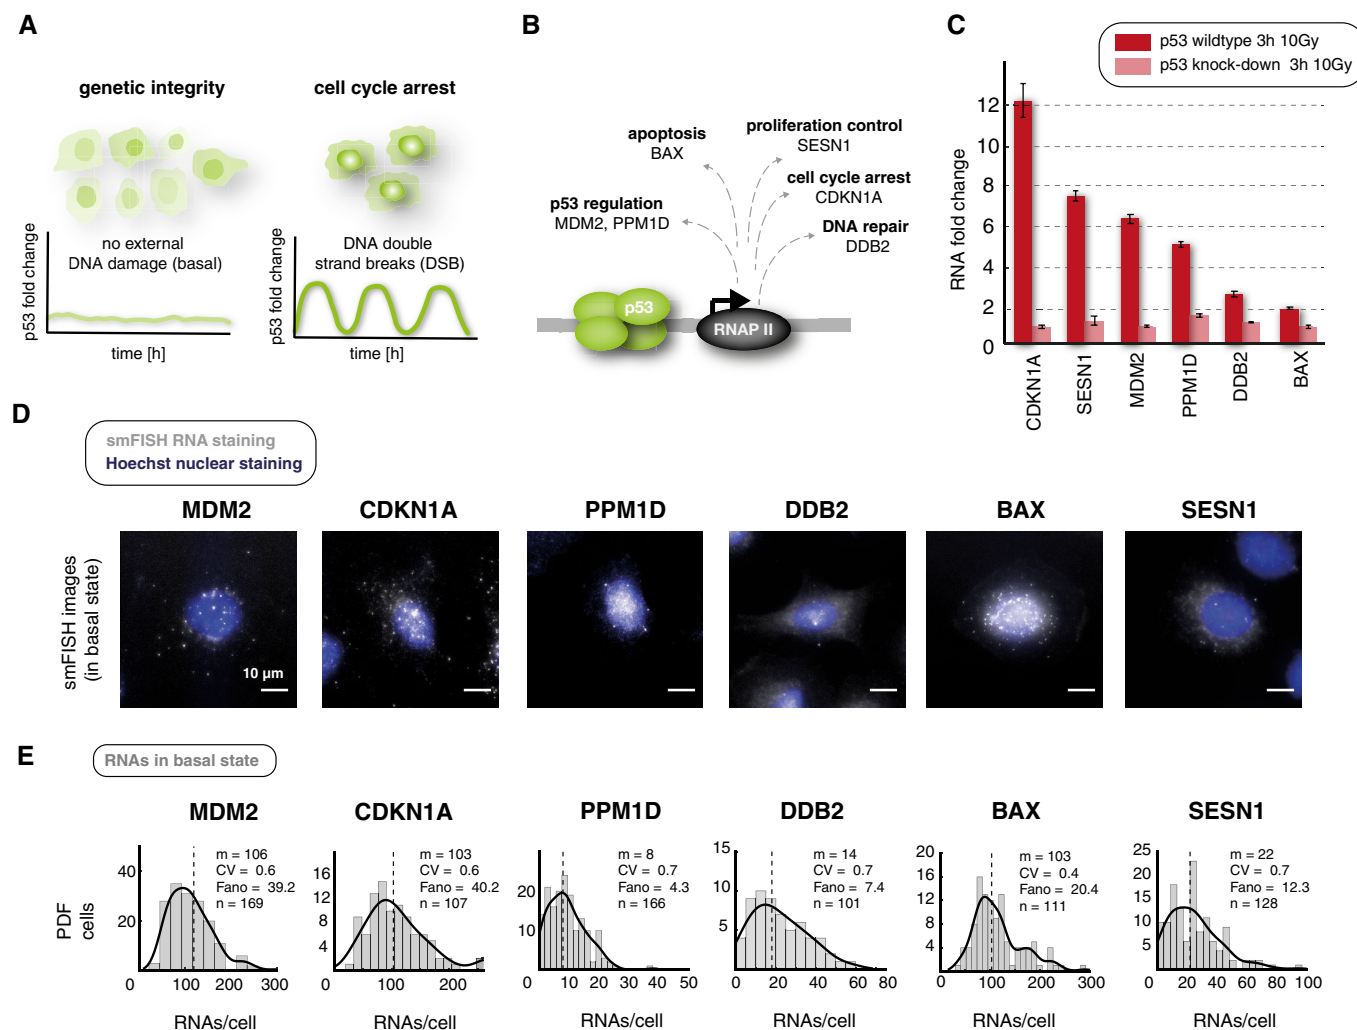 A
genetic integrity
cell cycle arrest
p53 fold change
no external
DNA damage (basal)
time [h]
p53 fold change
DNA double
strand breaks (DSB)
time [h]
B
apoptosis
BAX
proliferation control
SESN1
cell cycle arrest
CDKN1A
p53 regulation
MDM2, PPM1D
DNA repair
DDB2
p53
RNAP II
C
p53 wildtype 3h 10Gy
p53 knock-down 3h 10Gy
RNA fold change
12
10
8
6
4
2
0
CDKN1A
SESN1
MDM2
PPM1D
DDB2
BAX
D
smFISH RNA staining
Hoechst nuclear staining
MDM2
CDKN1A
PPM1D
DDB2
BAX
SESN1
smFISH images
(in basal state)
10 µm
E
RNAs in basal state
PDF
cells
MDM2
m = 106
CV = 0.6
Fano = 39.2
n = 169
40
20
0 100 200 300
RNAs/cell
CDKN1A
m = 103
CV = 0.6
Fano = 40.2
n = 107
16
12
8
4
0 100 200
RNAs/cell
PPM1D
m = 8
CV = 0.7
Fano = 4.3
n = 166
20
10
0 10 20 30 50
RNAs/cell
DDB2
m = 14
CV = 0.7
Fano = 7.4
n = 101
15
10
5
0 20 40 60 80
RNAs/cell
BAX
m = 103
CV = 0.4
Fano = 20.4
n = 111
20
16
12
8
4
0 100 200 300
RNAs/cell
SESN1
m = 22
CV = 0.7
Fano = 12.3
n = 128
25
20
15
10
5
0 20 40 60 80 100
RNAs/cell